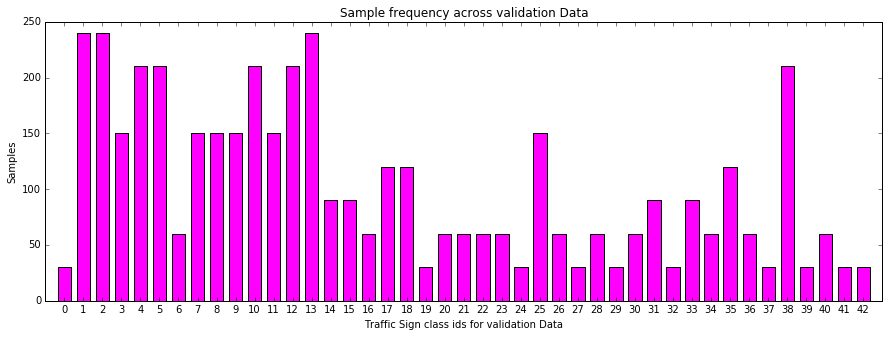 Sample frequency across validation Data
250
200
150
100
50
0
Samples
0 1 2 3 4 5 6 7 8 9 10 11 12 13 14 15 16 17 18 19 20 21 22 23 24 25 26 27 28 29 30 31 32 33 34 35 36 37 38 39 40 41 42
Traffic Sign class ids for validation Data